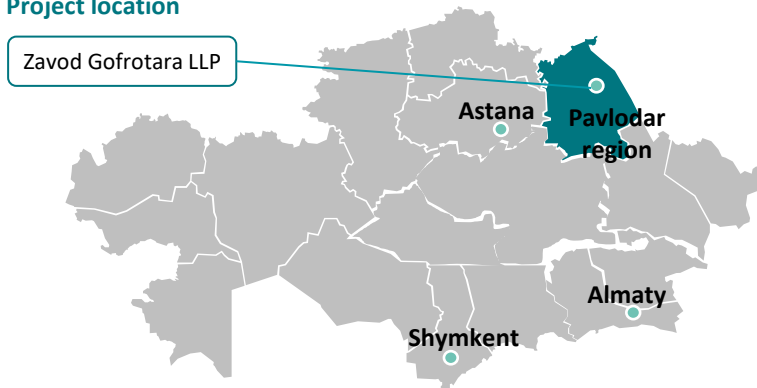 Project location
Zavod Gofrotara LLP
Astana
Pavlodar
region
Almaty
Shymkent